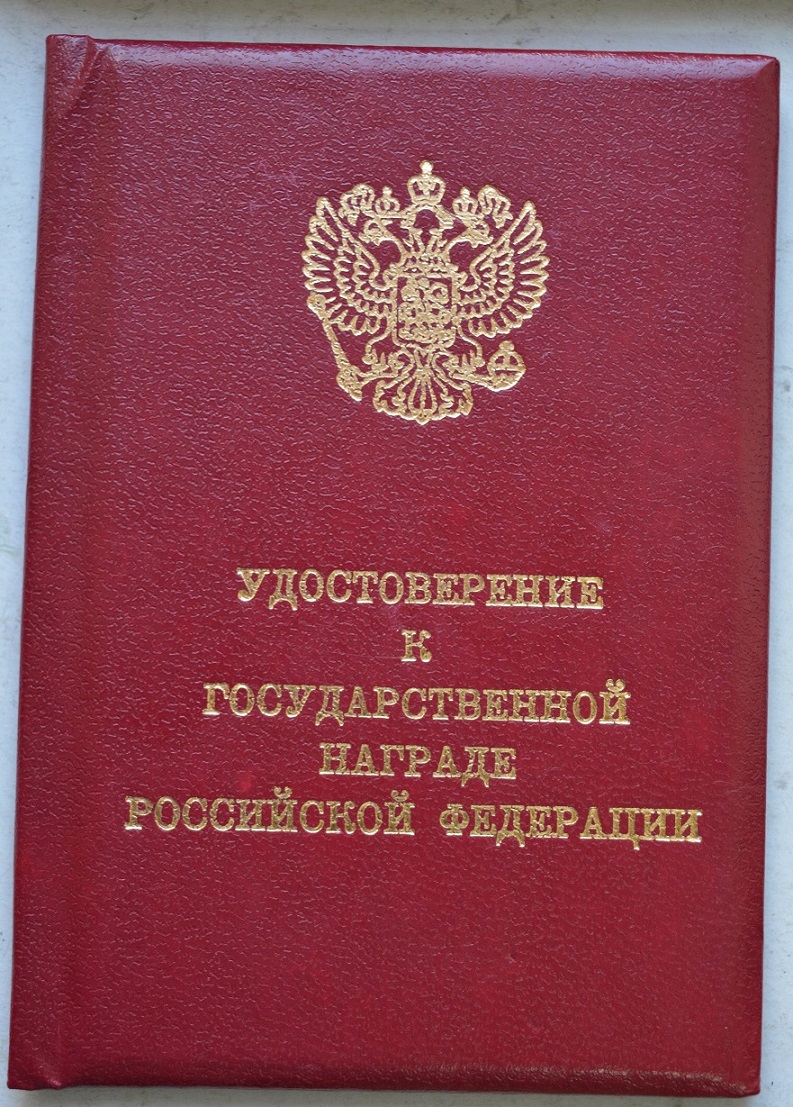 УДОСТОВЕРЕНИЕ
К
ГОСУДАРСТВЕННОЙ
НАГРАДЕ
РОССИЙСКОЙ ФЕДЕРАЦИИ